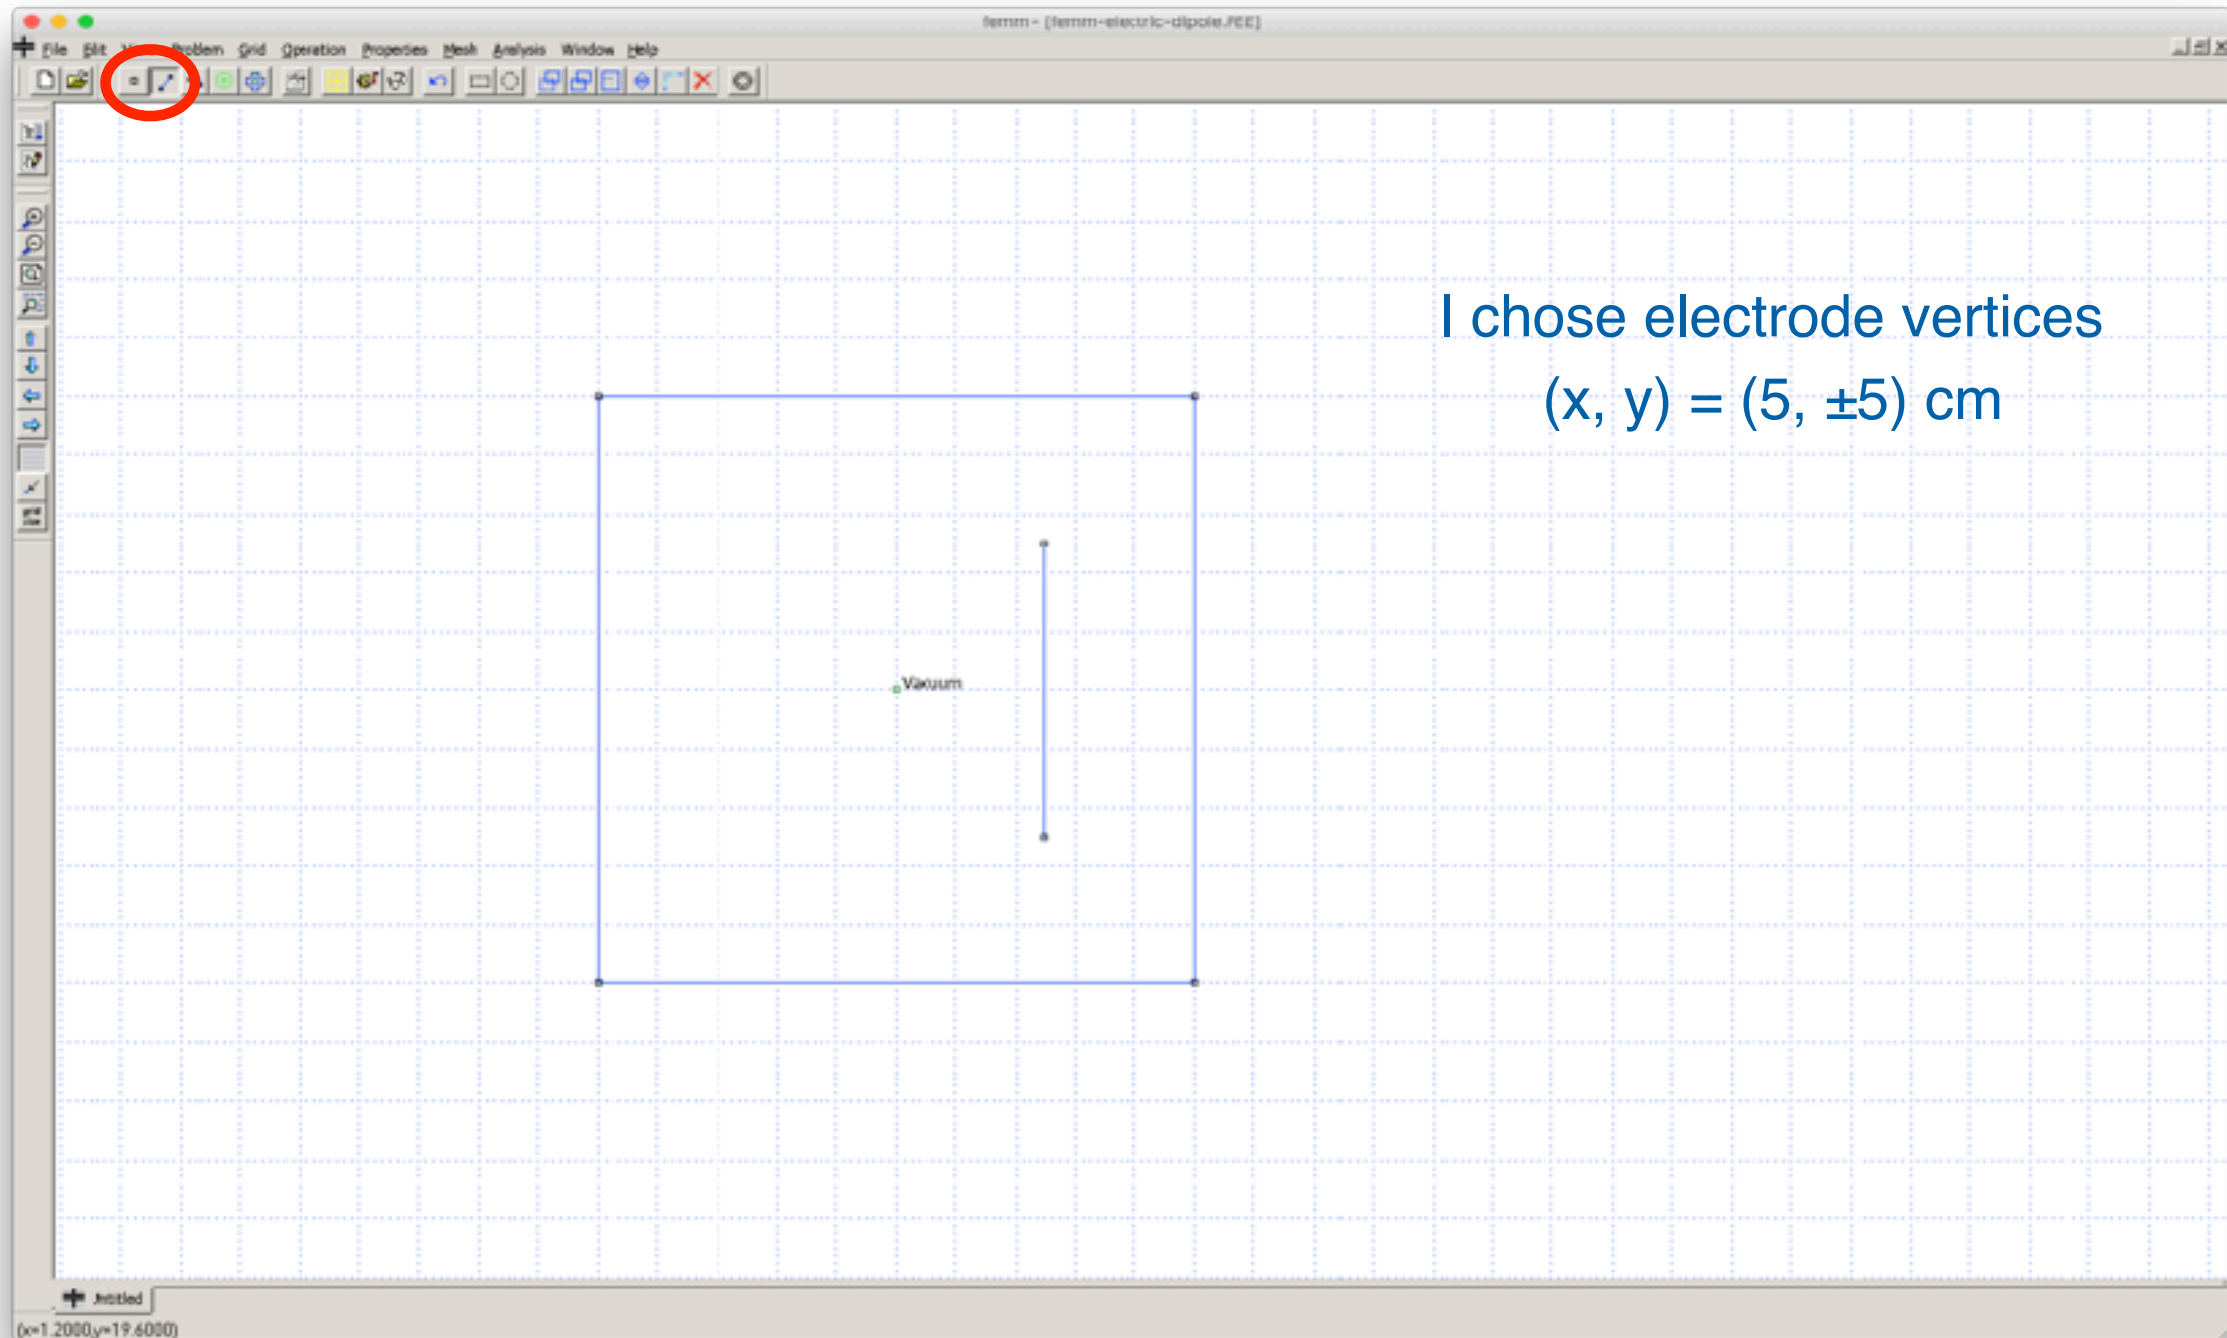 femm - [femm-electric-dipole.FEE]
File Edit Problem Grid Operation Properties Mesh Analysis Window Help
I chose electrode vertices
(x, y) = (5, ±5) cm
Vacuum
Untitled
(x=1.2000,y=19.6000)